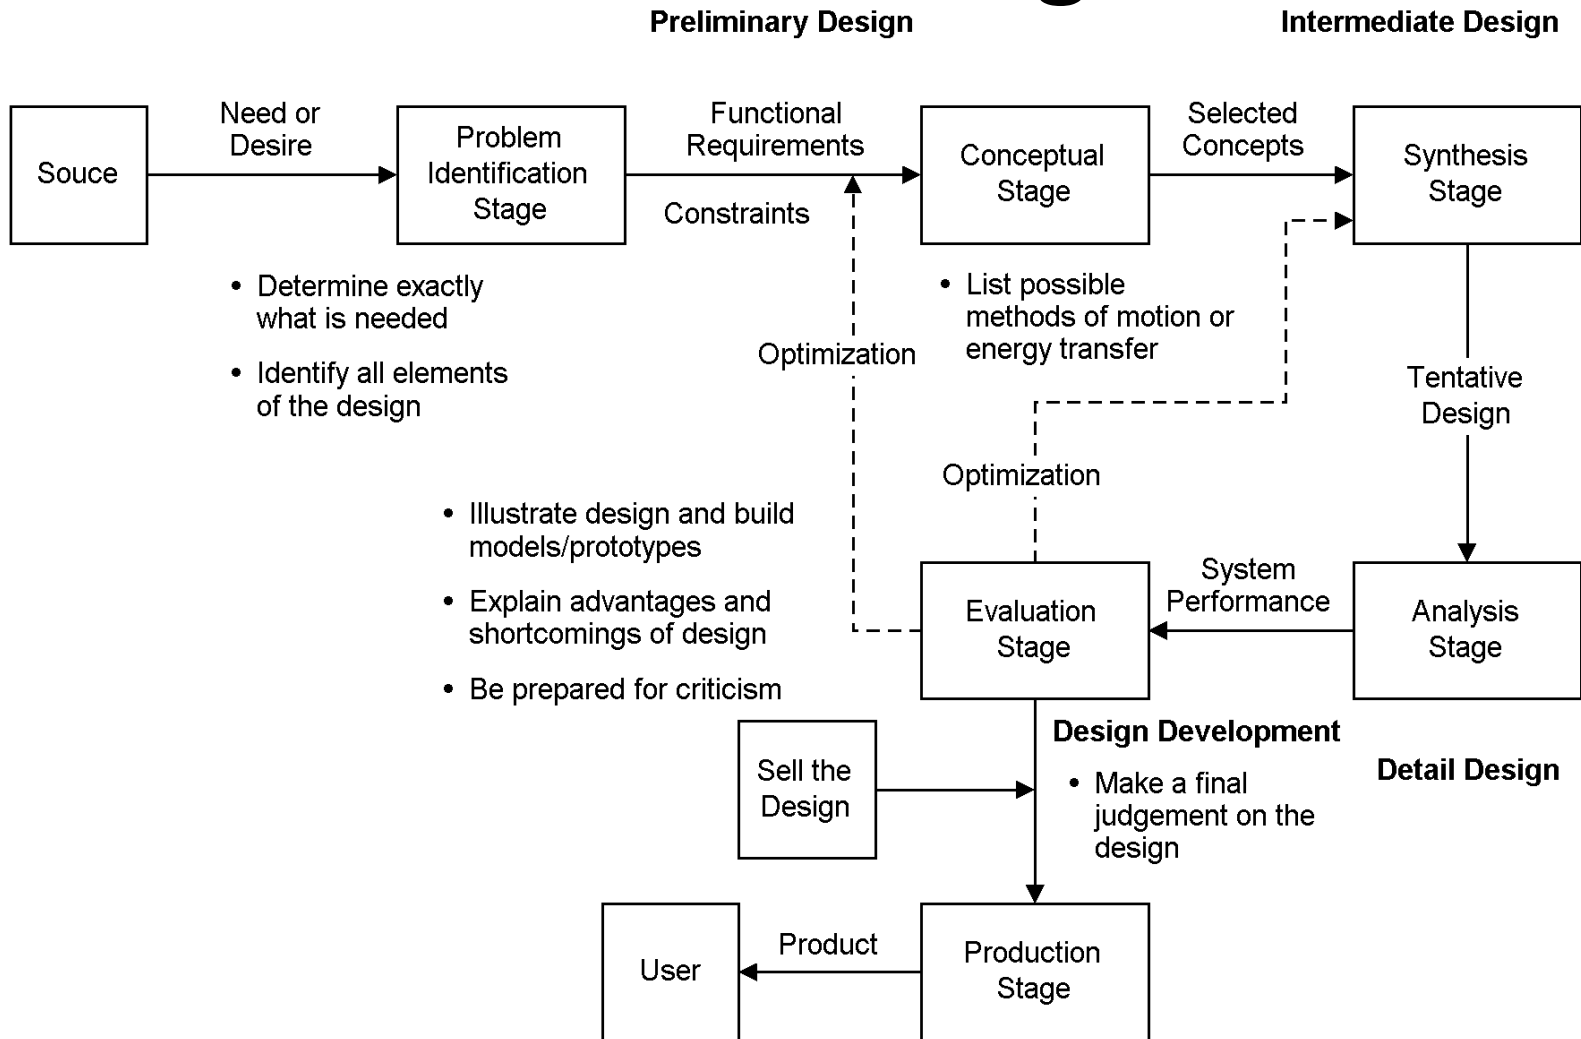 Preliminary Design
Intermediate Design
Souce
Need or
Desire
Problem
Identification
Stage
Functional
Requirements
Constraints
Conceptual
Stage
Selected
Concepts
Synthesis
Stage
• Determine exactly
what is needed
• Identify all elements
of the design
Optimization
• List possible
methods of motion or
energy transfer
Tentative
Design
Optimization
• Illustrate design and build
models/prototypes
• Explain advantages and
shortcomings of design
• Be prepared for criticism
Evaluation
Stage
System
Performance
Analysis
Stage
Sell the
Design
Design Development
• Make a final
judgement on the
design
Detail Design
User
Product
Production
Stage